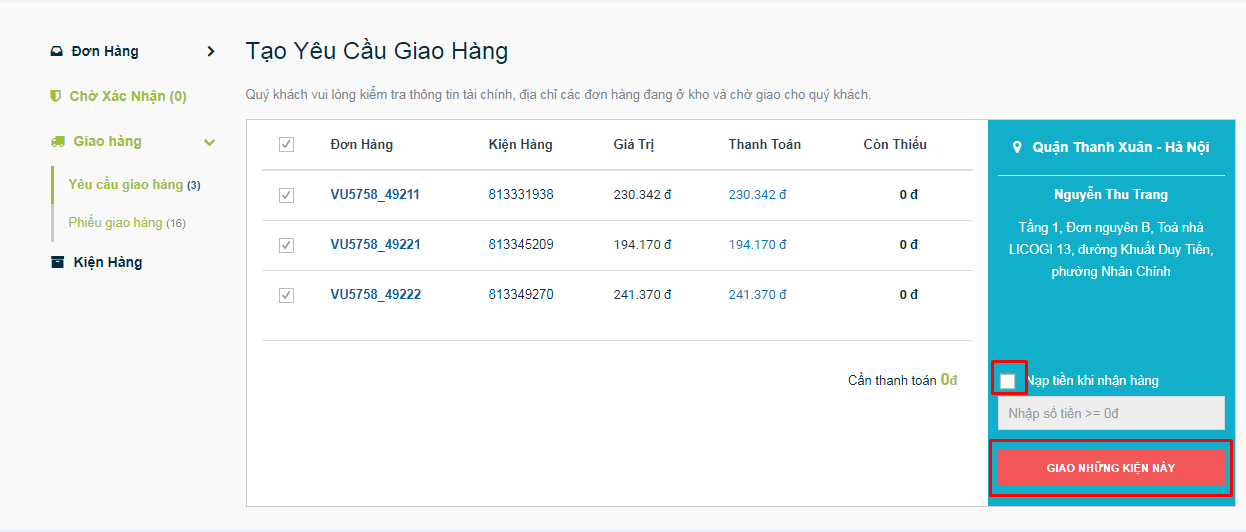 Đơn Hàng
Chờ Xác Nhận (0)
Giao hàng
Yêu cầu giao hàng (3)
Phiếu giao hàng (16)
Kiện Hàng
Tạo Yêu Cầu Giao Hàng
Quý khách vui lòng kiểm tra thông tin tài chính, địa chỉ các đơn hàng đang ở kho và chờ giao cho quý khách.
Đơn Hàng Kiện Hàng Giá Trị Thanh Toán Còn Thiếu
VU5758_49211 813331938 230.342 đ 230.342 đ 0 đ
VU5758_49221 813345209 194.170 đ 194.170 đ 0 đ
VU5758_49222 813349270 241.370 đ 241.370 đ 0 đ
Cần thanh toán 0đ
Quận Thanh Xuân - Hà Nội
Nguyễn Thu Trang
Tầng 1, Đơn nguyên B, Toà nhà
LICOGI 13, đường Khuất Duy Tiến,
phường Nhân Chính
Nạp tiền khi nhận hàng
Nhập số tiền >= 0đ
GIAO NHỮNG KIỆN NÀY